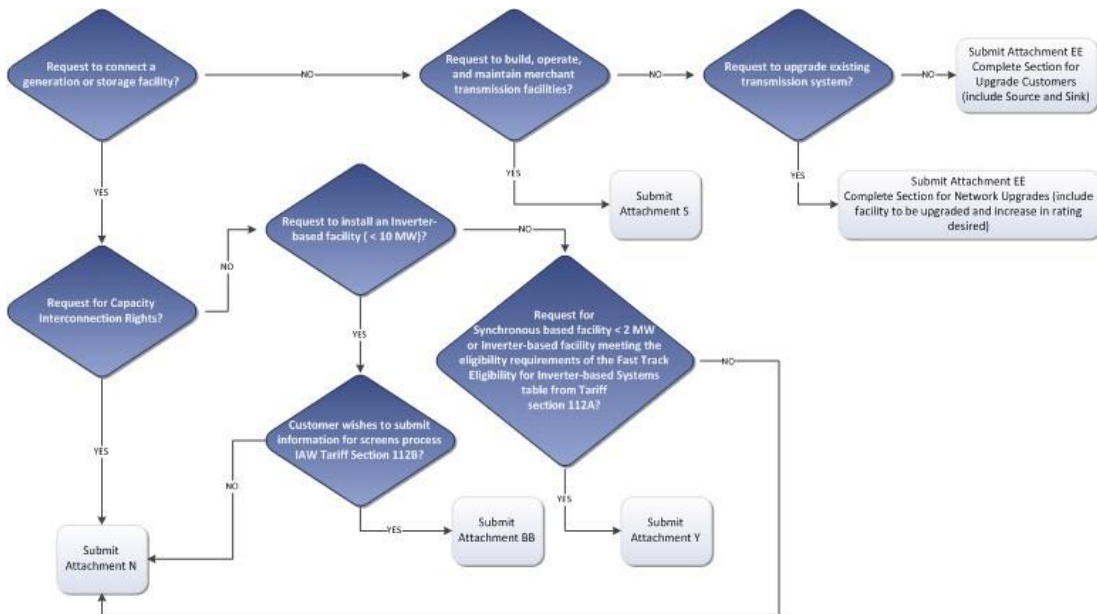 Request to connect a
generation or storage facility?
NO
Request to build, operate,
and maintain merchant
transmission facilities?
NO
Request to upgrade existing
transmission system?
NO
Submit Attachment EE
Complete Section for
Upgrade Customers
(include Source and Sink)
YES
YES
Submit
Attachment S
YES
Submit Attachment EE
Complete Section for Network Upgrades (include
facility to be upgraded and increase in rating
desired)
Request for Capacity
Interconnection Rights?
NO
Request to install an Inverter-
based facility ( < 10 MW)?
NO
Request for
Synchronous based facility < 2 MW
or Inverter-based facility meeting the
eligibility requirements of the Fast Track
Eligibility for Inverter-based Systems
table from Tariff
section 112A?
NO
YES
Customer wishes to submit
information for screens process
IAW Tariff Section 112B?
YES
NO
YES
Submit
Attachment BB
YES
Submit
Attachment Y
Submit
Attachment N